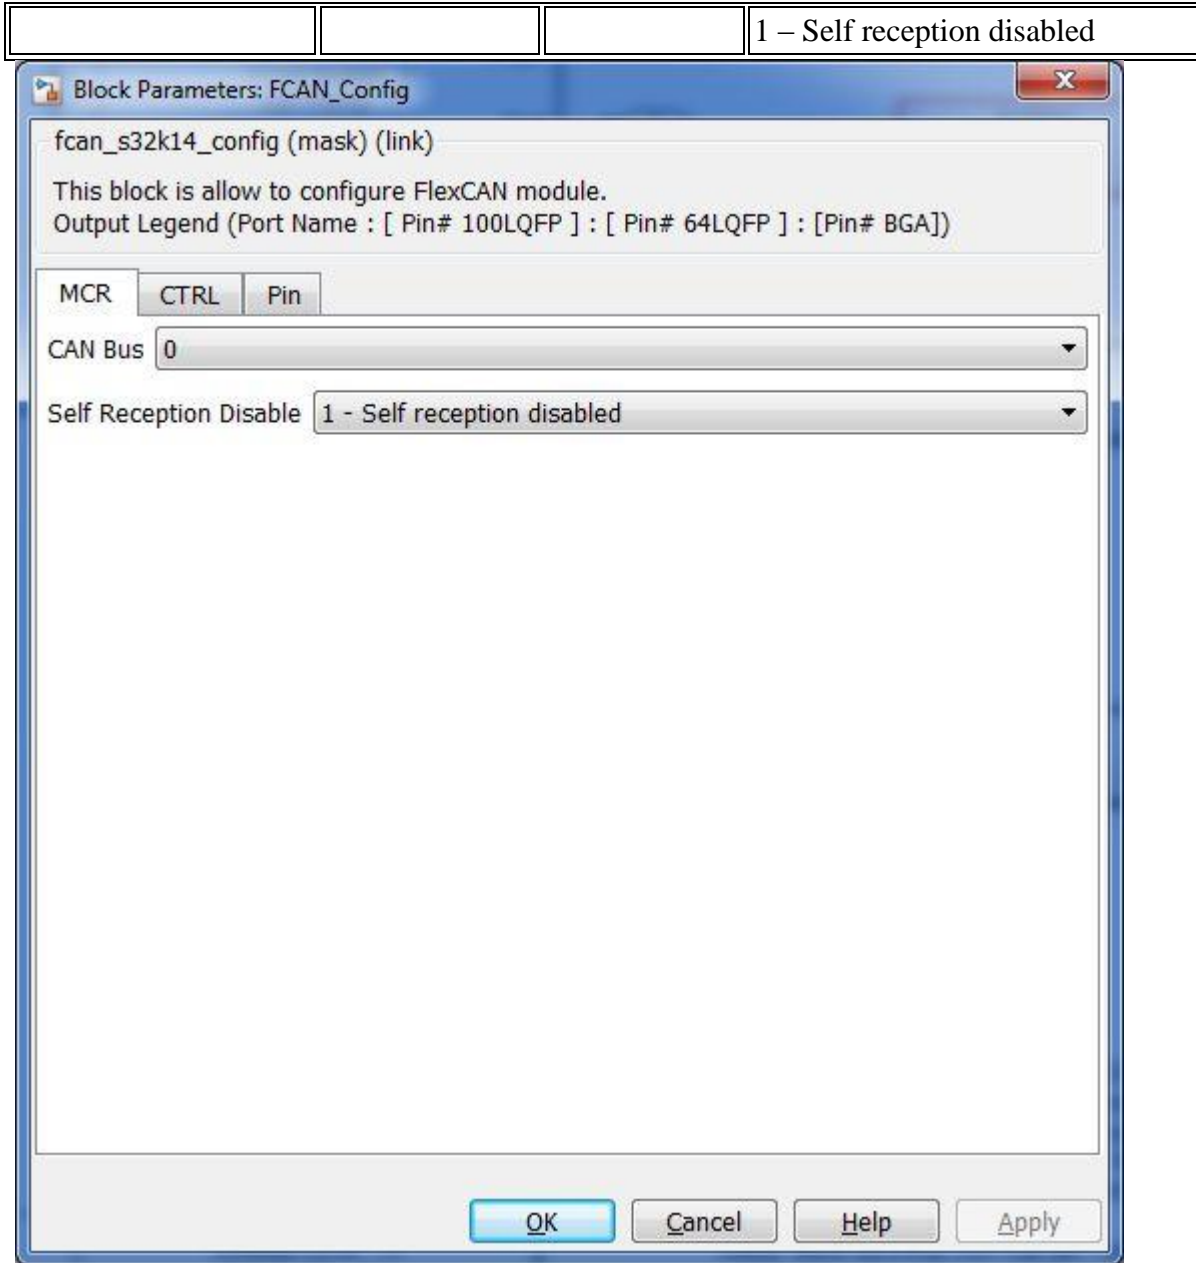 1 – Self reception disabled
Block Parameters: FCAN_Config
fcan_s32k14_config (mask) (link)
This block is allow to configure FlexCAN module.
Output Legend (Port Name : [ Pin# 100LQFP ] : [ Pin# 64LQFP ] : [Pin# BGA])
MCR CTRL Pin
CAN Bus 0
Self Reception Disable 1 - Self reception disabled
OK Cancel Help Apply